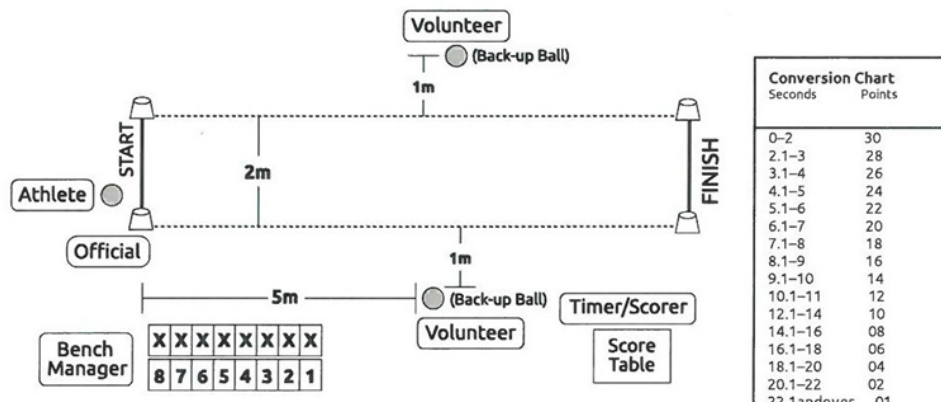 Volunteer
(Back-up Ball)
1m
START
2m
FINISH
Athlete
Official
1m
5m
(Back-up Ball)
Volunteer
Timer/Scorer
Bench
Manager
X X X X X X X X
8 7 6 5 4 3 2 1
Score
Table
Conversion Chart
Seconds Points
0–2 30
2.1–3 28
3.1–4 26
4.1–5 24
5.1–6 22
6.1–7 20
7.1–8 18
8.1–9 16
9.1–10 14
10.1–11 12
12.1–14 10
14.1–16 08
16.1–18 06
18.1–20 04
20.1–22 02
22.1andover 01